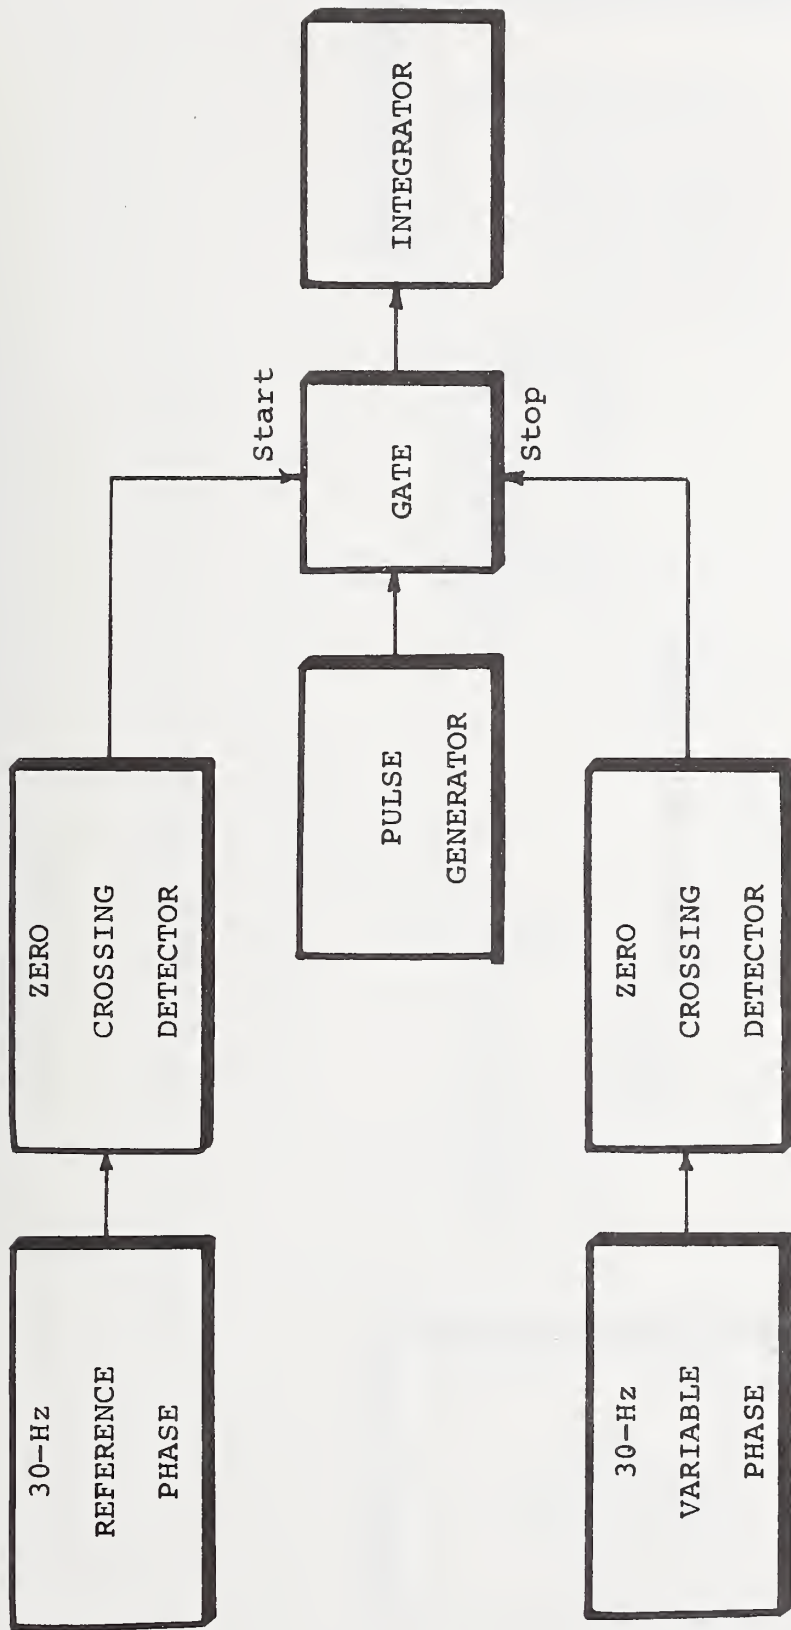 30-Hz
REFERENCE
PHASE
ZERO
CROSSING
DETECTOR
Start
PULSE
GENERATOR
GATE
INTEGRATOR
Stop
30-Hz
VARIABLE
PHASE
ZERO
CROSSING
DETECTOR